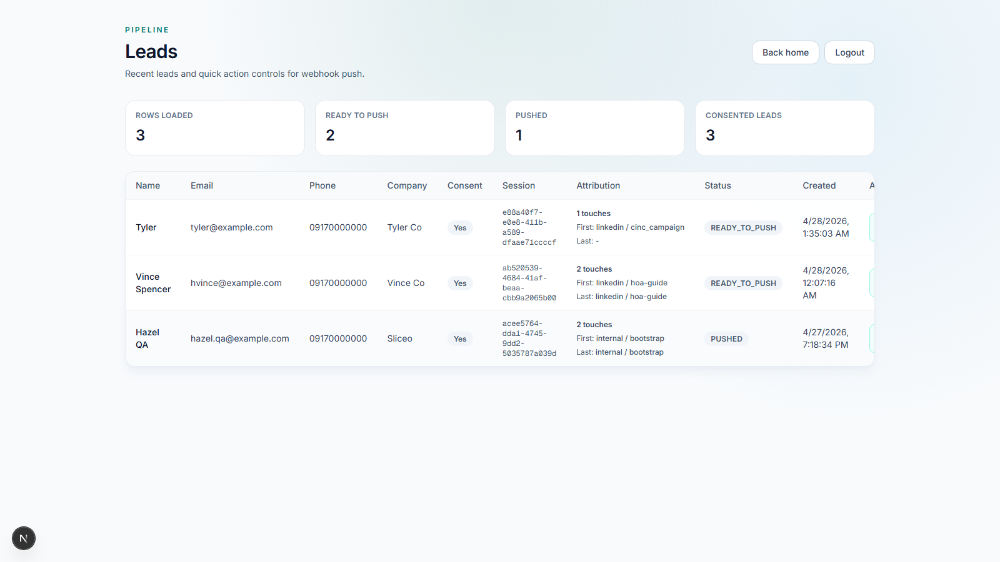 PIPELINE
Leads
Recent leads and quick action controls for webhook push.
Back home
Logout
ROWS LOADED
3
READY TO PUSH
2
PUSHED
1
CONSENTED LEADS
3
Name Email Phone Company Consent Session Attribution Status Created
Tyler
tyler@example.com
09170000000
Tyler Co
Yes
e88a40f7-
e0e8-411b-
a589-
dfaae71ccccf
1 touches
First: linkedin / cinc_campaign
Last: -
READY_TO_PUSH
4/28/2026,
1:35:03 AM
Vince
Spencer
hvince@example.com
09170000000
Vince Co
Yes
ab520539-
4684-41af-
beaa-
cbb9a2065b00
2 touches
First: linkedin / hoa-guide
Last: linkedin / hoa-guide
READY_TO_PUSH
4/28/2026,
12:07:16
AM
Hazel
QA
hazel.qa@example.com
09170000000
Sliceo
Yes
acee5764-
dda1-4745-
9dd2-
5035787a039d
2 touches
First: internal / bootstrap
Last: internal / bootstrap
PUSHED
4/27/2026,
7:18:34 PM
N